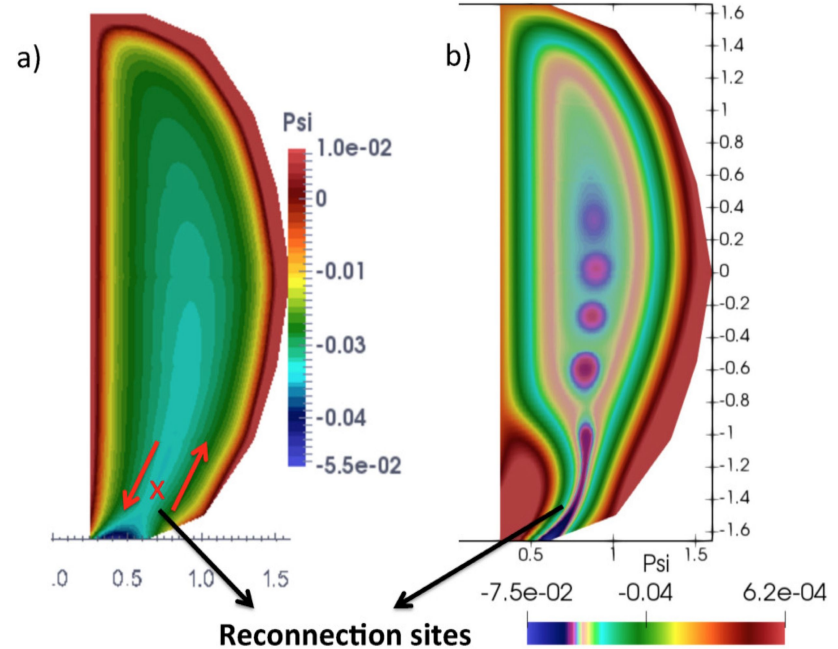 a)
Psi
1.0e-02
0
-0.01
-0.03
-0.04
-5.5e-02
x
.0 0.5 1.0 1.5
b)
1.6
1.4
1.2
1
0.8
0.6
0.4
0.2
0
-0.2
-0.4
-0.6
-0.8
-1
-1.2
-1.4
-1.6
0.5 1 1.5
Psi
-7.5e-02 -0.04 6.2e-04
Reconnection sites